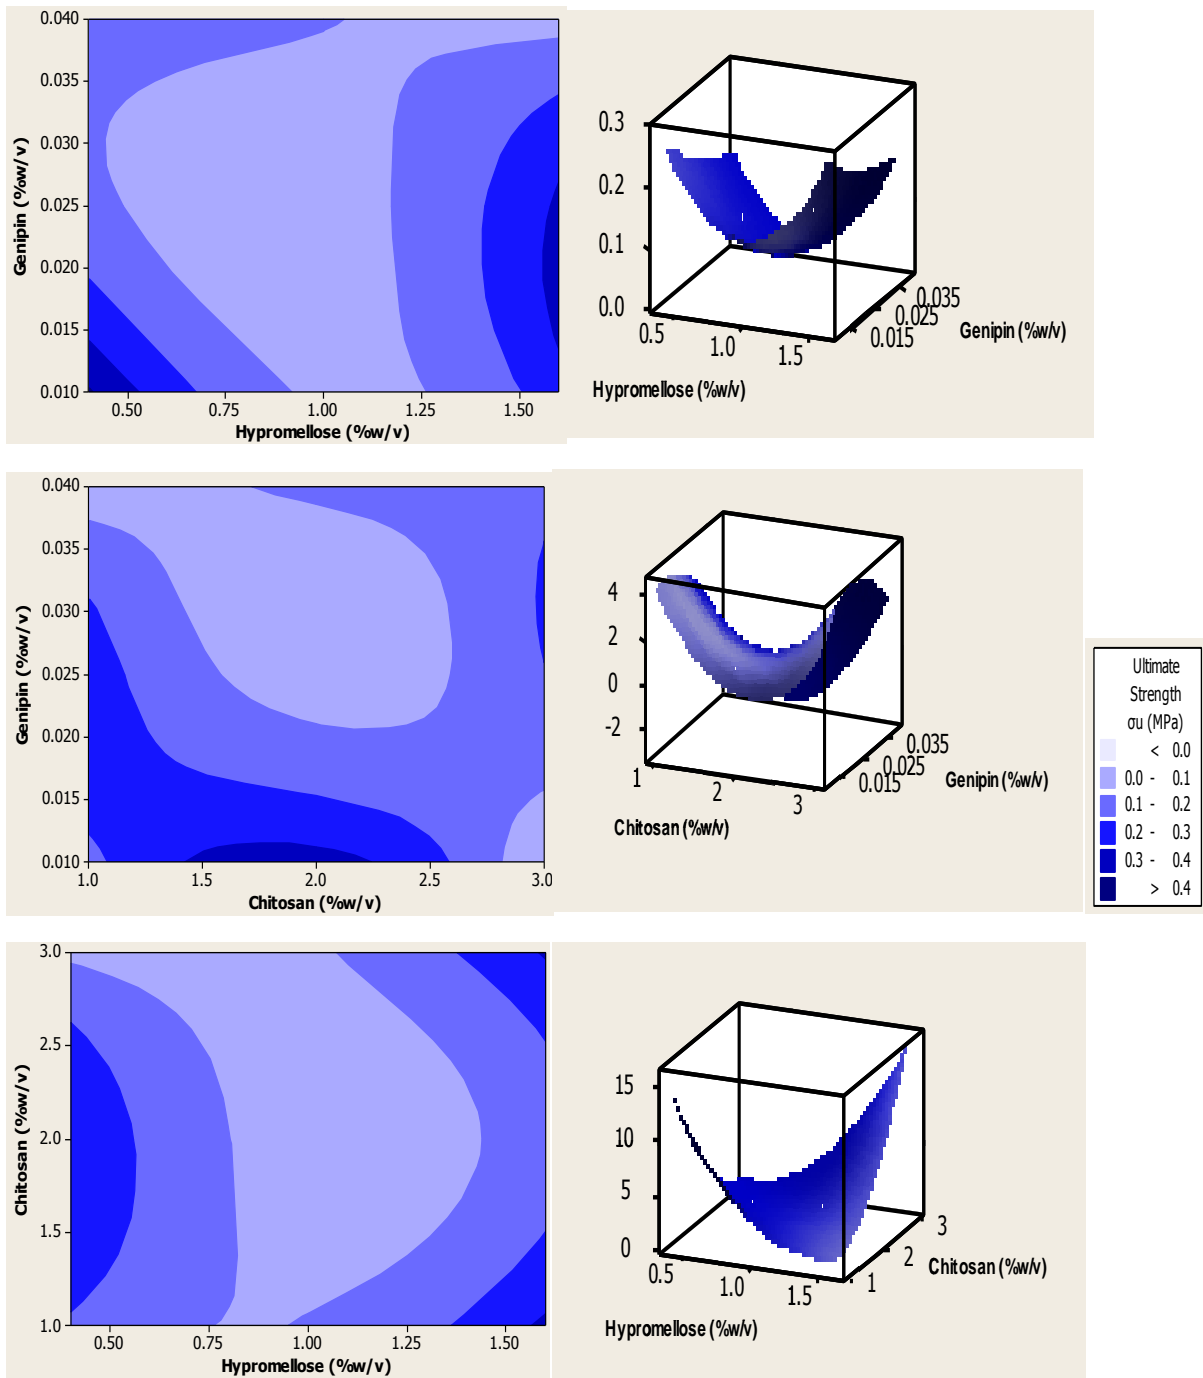 0.040
0.035
0.030
0.025
0.020
0.015
0.010
Genipin (%w/v)
0.50 0.75 1.00 1.25 1.50
Hypromellose (%w/v)
0.3
0.2
0.1
0.0
0.5 1.0 1.5
0.035
0.025
0.015
Genipin (%w/v)
Hypromellose (%w/v)
0.040
0.035
0.030
0.025
0.020
0.015
0.010
Genipin (%w/v)
1.0 1.5 2.0 2.5 3.0
Chitosan (%w/v)
4
2
0
-2
1 2 3
0.035
0.025
0.015
Genipin (%w/v)
Chitosan (%w/v)
Ultimate
Strength
σu (MPa)
< 0.0
0.0 - 0.1
0.1 - 0.2
0.2 - 0.3
0.3 - 0.4
> 0.4
3.0
2.5
2.0
1.5
1.0
Chitosan (%w/v)
0.50 0.75 1.00 1.25 1.50
Hypromellose (%w/v)
15
10
5
0
0.5 1.0 1.5
3
2
1
Chitosan (%w/v)
Hypromellose (%w/v)